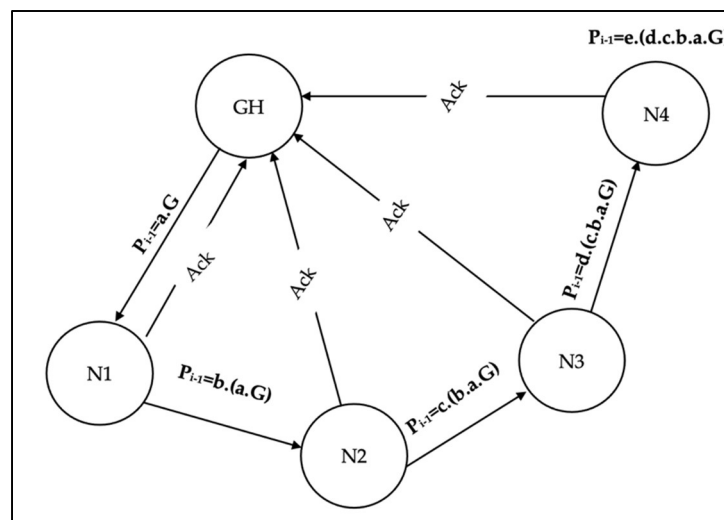 Pi-1=e.(d.c.b.a.G
GH
Ack
N4
Pi-1=a.G
Ack
Ack
Ack
Pi-1=d.(c.b.a.G)
N1
Pi-1=b.(a.G)
N2
Pi-1=c.(b.a.G)
N3